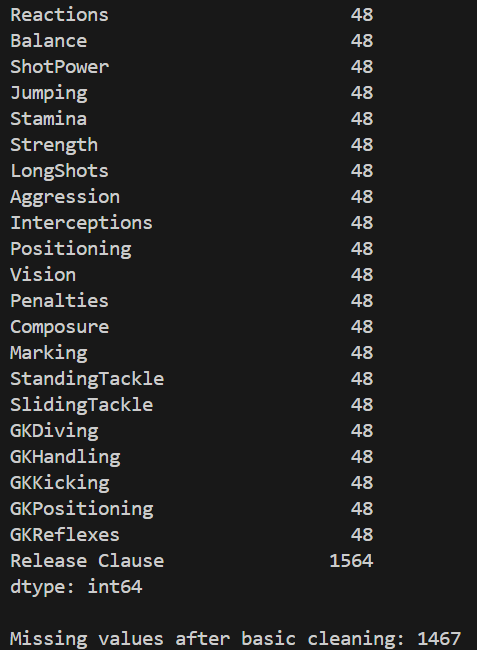 Reactions 48
Balance 48
ShotPower 48
Jumping 48
Stamina 48
Strength 48
LongShots 48
Aggression 48
Interceptions 48
Positioning 48
Vision 48
Penalties 48
Composure 48
Marking 48
StandingTackle 48
SlidingTackle 48
GKDiving 48
GKHandling 48
GKKicking 48
GKPositioning 48
GKReflexes 48
Release Clause 1564
dtype: int64
Missing values after basic cleaning: 1467